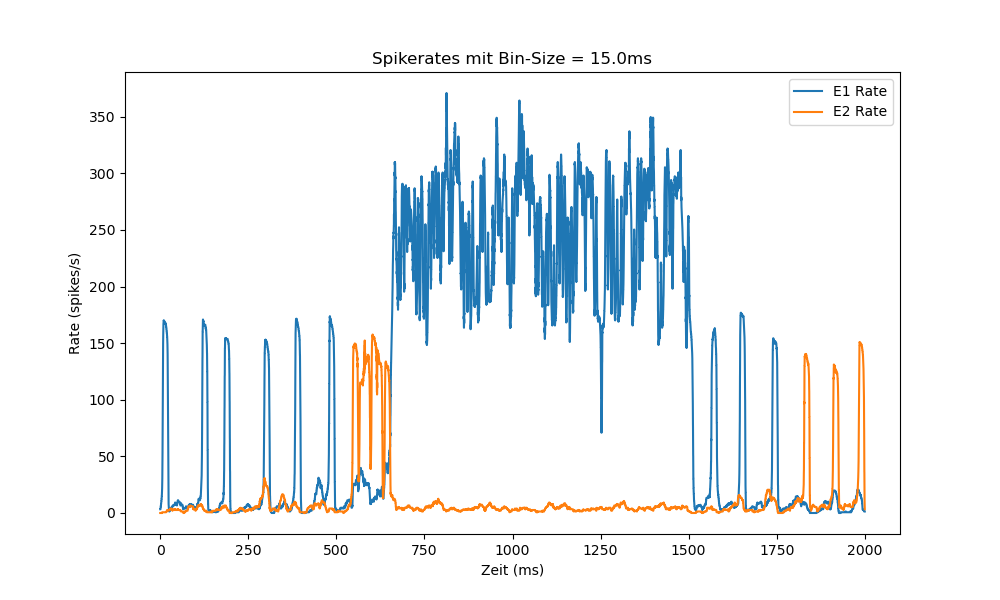 Spikerates mit Bin-Size = 15.0ms
E1 Rate
E2 Rate
Rate (spikes/s)
350
300
250
200
150
100
50
0
0 250 500 750 1000 1250 1500 1750 2000
Zeit (ms)